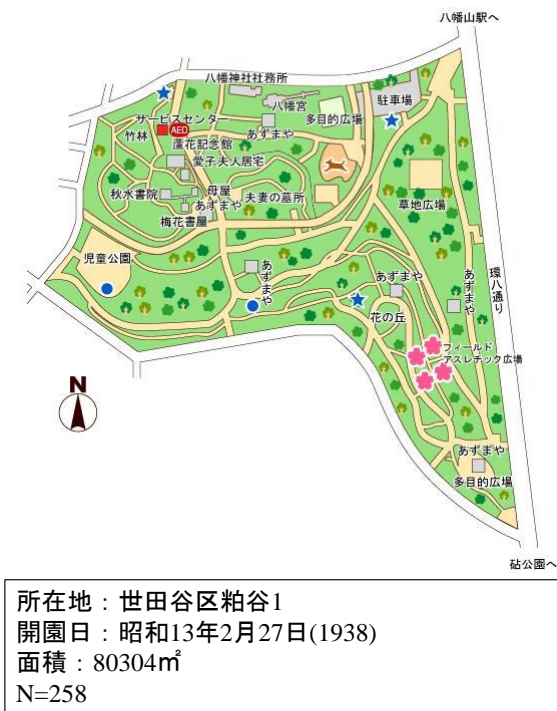 八幡山駅へ
八幡神社社務所
八幡宮
駐車場
サービスセンター
AED
多目的広場
あずまや
竹林
蘆花記念館
愛子夫人居宅
母屋
秋水書院
夫妻の墓所
あずまや
梅花書屋
草地広場
児童公園
あずまや
あずまや
あずまや
環八通り
花の丘
フィールド
アスレチック広場
N
あずまや
多目的広場
砧公園へ
所在地：世田谷区粕谷1
開園日：昭和13年2月27日(1938)
面積：80304㎡
N=258